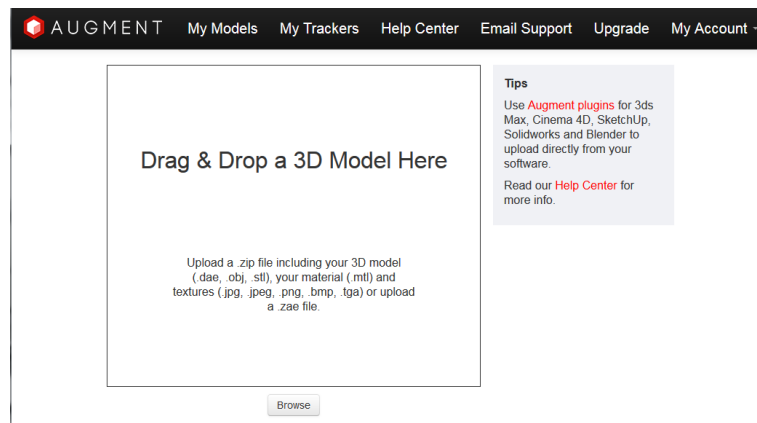 AUGMENT My Models My Trackers Help Center Email Support Upgrade My Account
Drag & Drop a 3D Model Here
Upload a .zip file including your 3D model
(.dae, .obj, .stl), your material (.mtl) and
textures (.jpg, .jpeg, .png, .bmp, .tga) or upload
a .zae file.
Browse
Tips
Use Augment plugins for 3ds
Max, Cinema 4D, SketchUp,
Solidworks and Blender to
upload directly from your
software.
Read our Help Center for
more info.